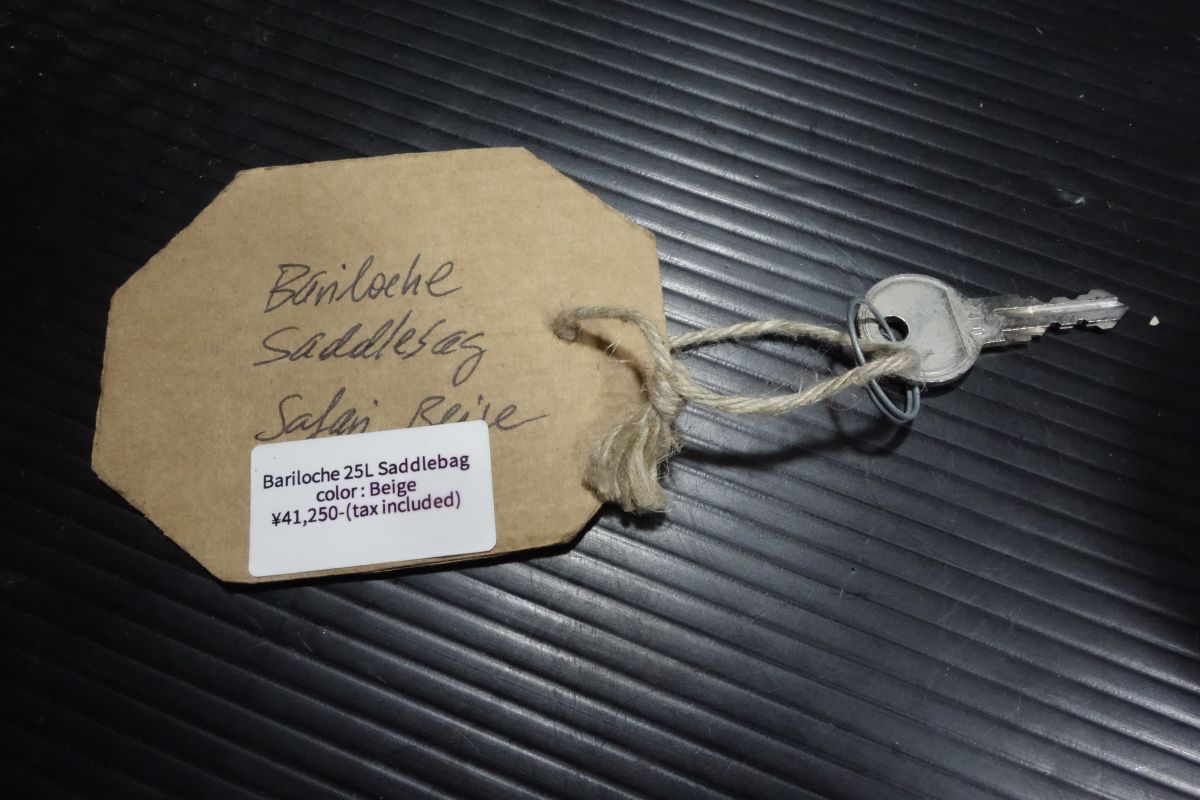 Bariloche
Saddlebag
Safari Beige
Bariloche 25L Saddlebag
color : Beige
¥41,250-(tax included)